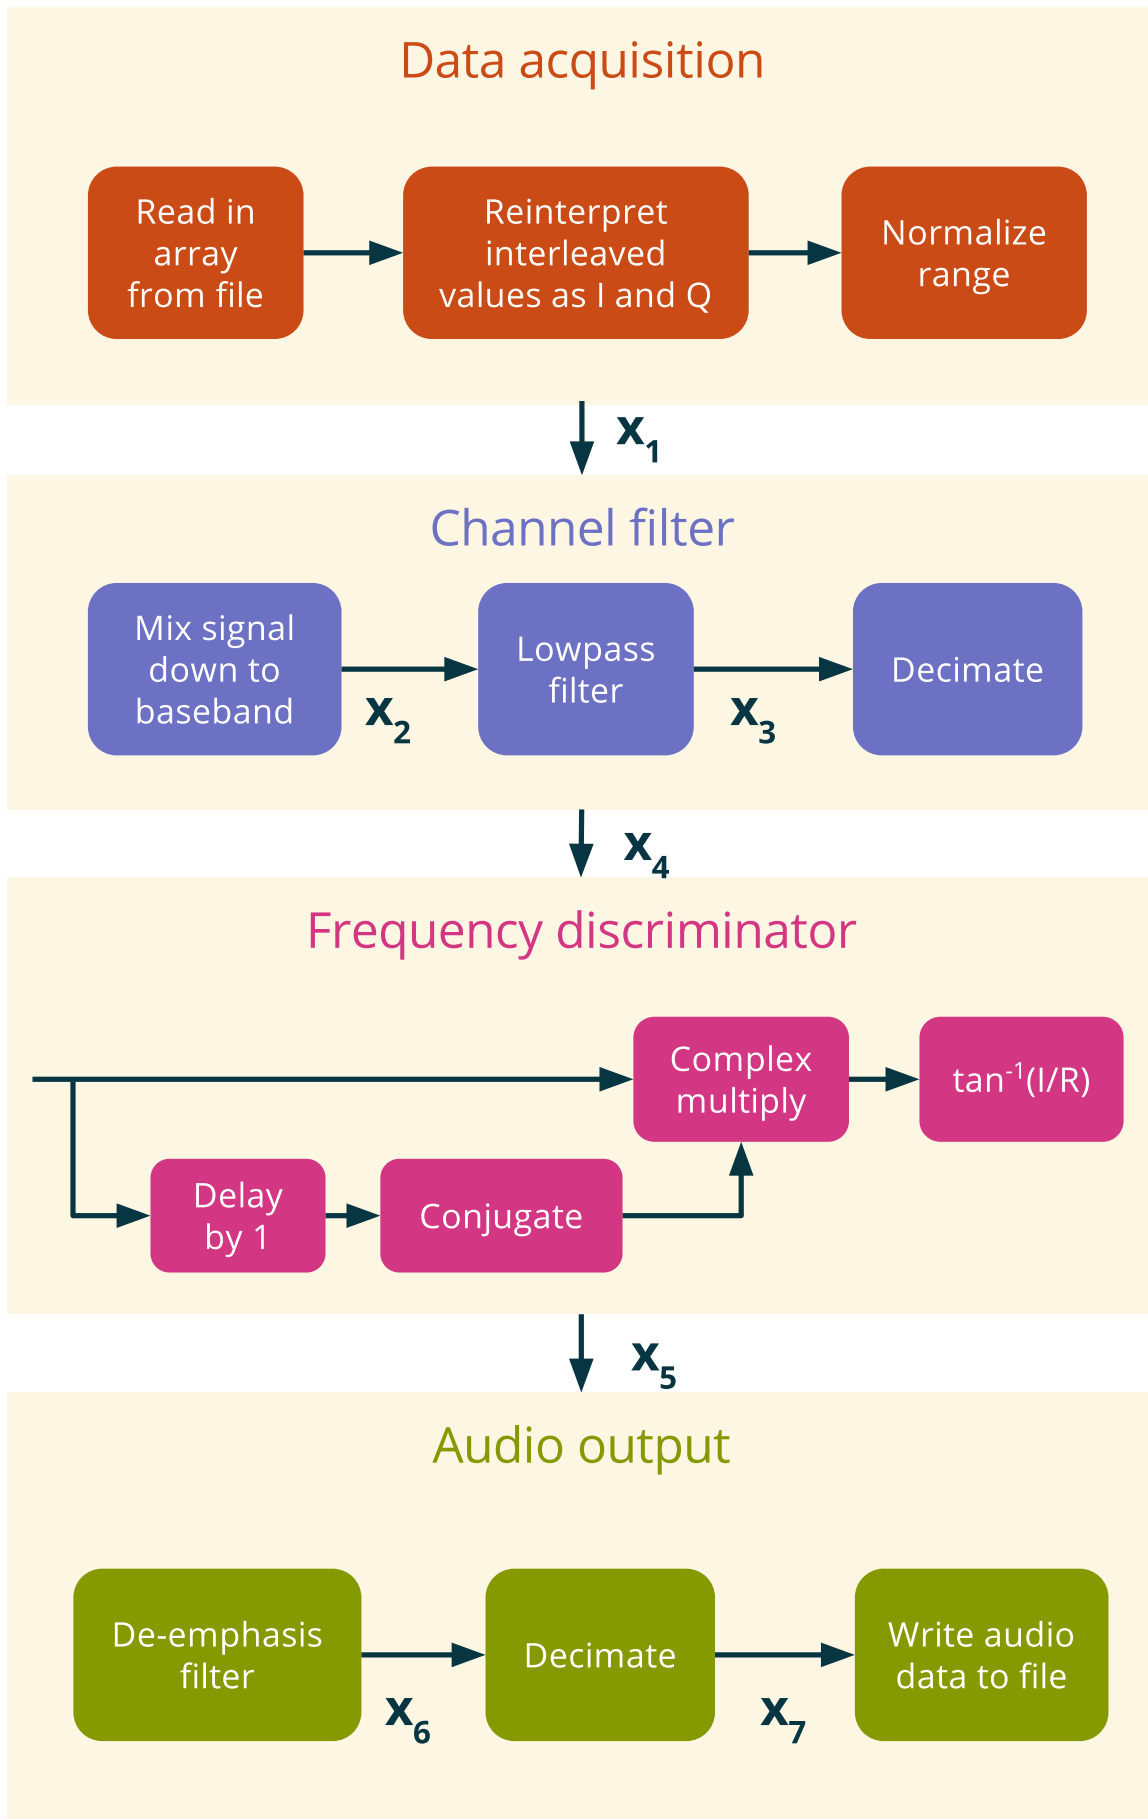 Data acquisition
Read in
array
from file
Reinterpret
interleaved
values as I and Q
Normalize
range
x₁
Channel filter
Mix signal
down to
baseband
x₂
Lowpass
filter
x₃
Decimate
x₄
Frequency discriminator
Complex
multiply
tan⁻¹(I/R)
Delay
by 1
Conjugate
x₅
Audio output
De-emphasis
filter
x₆
Decimate
x₇
Write audio
data to file